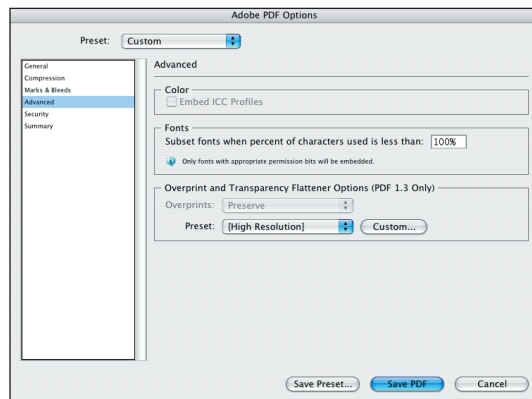 Adobe PDF Options
Preset: Custom
General
Compression
Marks & Bleeds
Advanced
Security
Summary
Advanced
Color
Embed ICC Profiles
Fonts
Subset fonts when percent of characters used is less than: 100%
Only fonts with appropriate permission bits will be embedded.
Overprint and Transparency Flattener Options (PDF 1.3 Only)
Overprints: Preserve
Preset: [High Resolution] Custom...
Save Preset... Save PDF Cancel